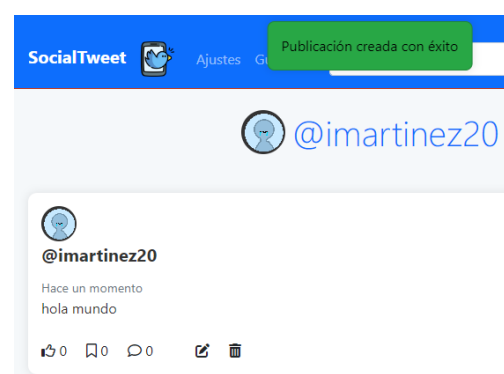 Publicación creada con éxito
SocialTweet Ajustes
@imartinez20
@imartinez20
Hace un momento
hola mundo
0 0 0